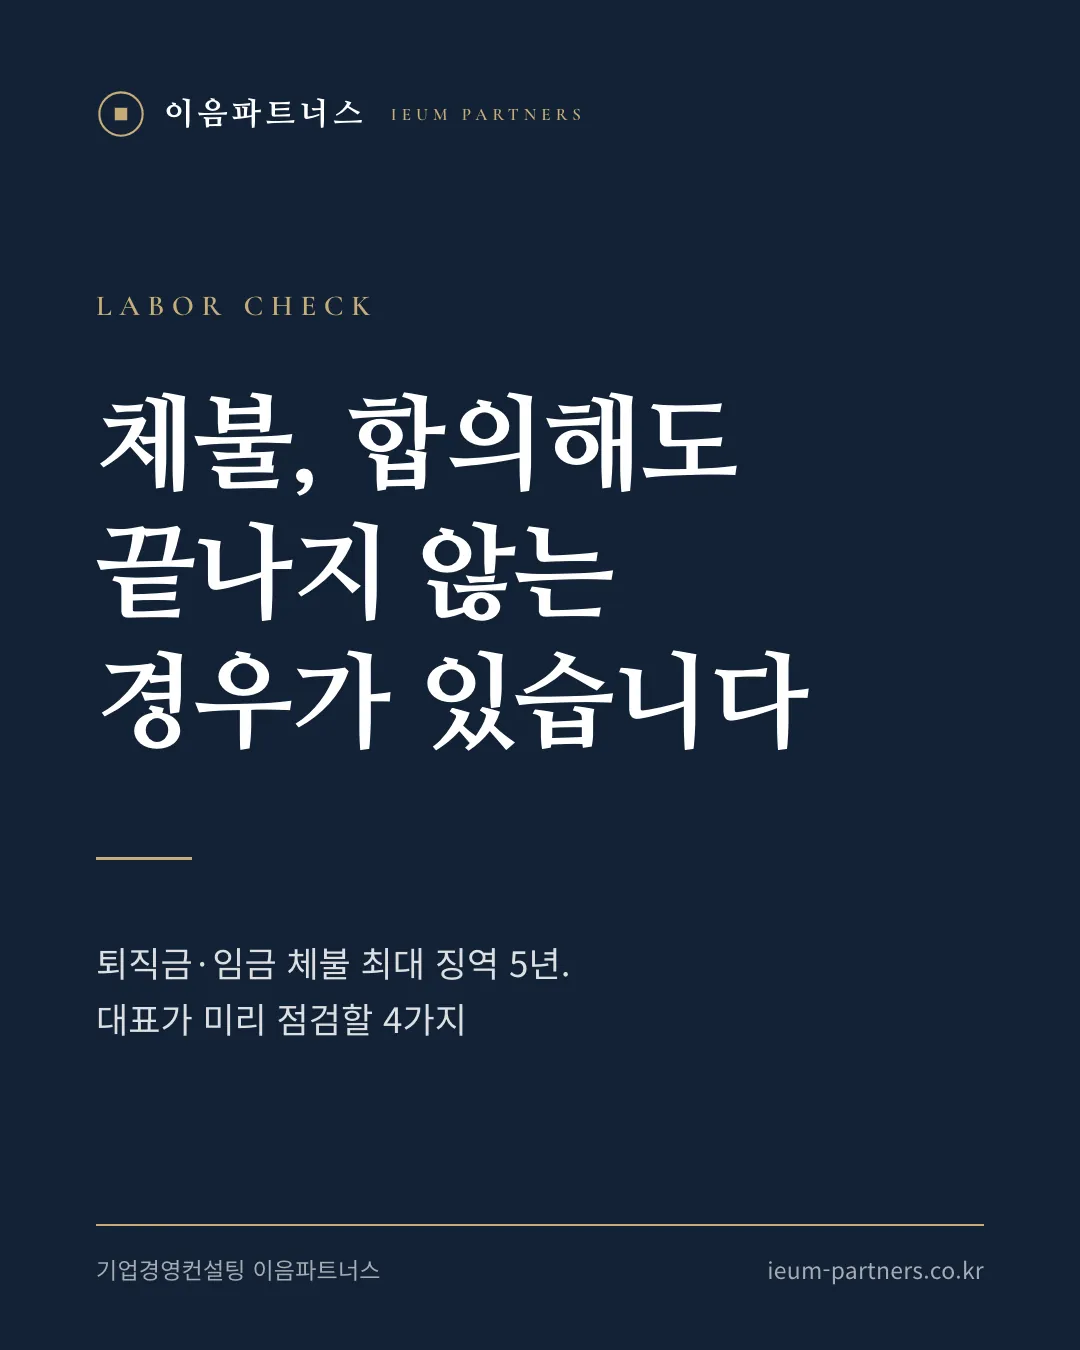 이음파트너스 IEUM PARTNERS
LABOR CHECK
체불, 합의해도
끝나지 않는
경우가 있습니다
퇴직금·임금 체불 최대 징역 5년.
대표가 미리 점검할 4가지
기업경영컨설팅 이음파트너스
ieum-partners.co.kr